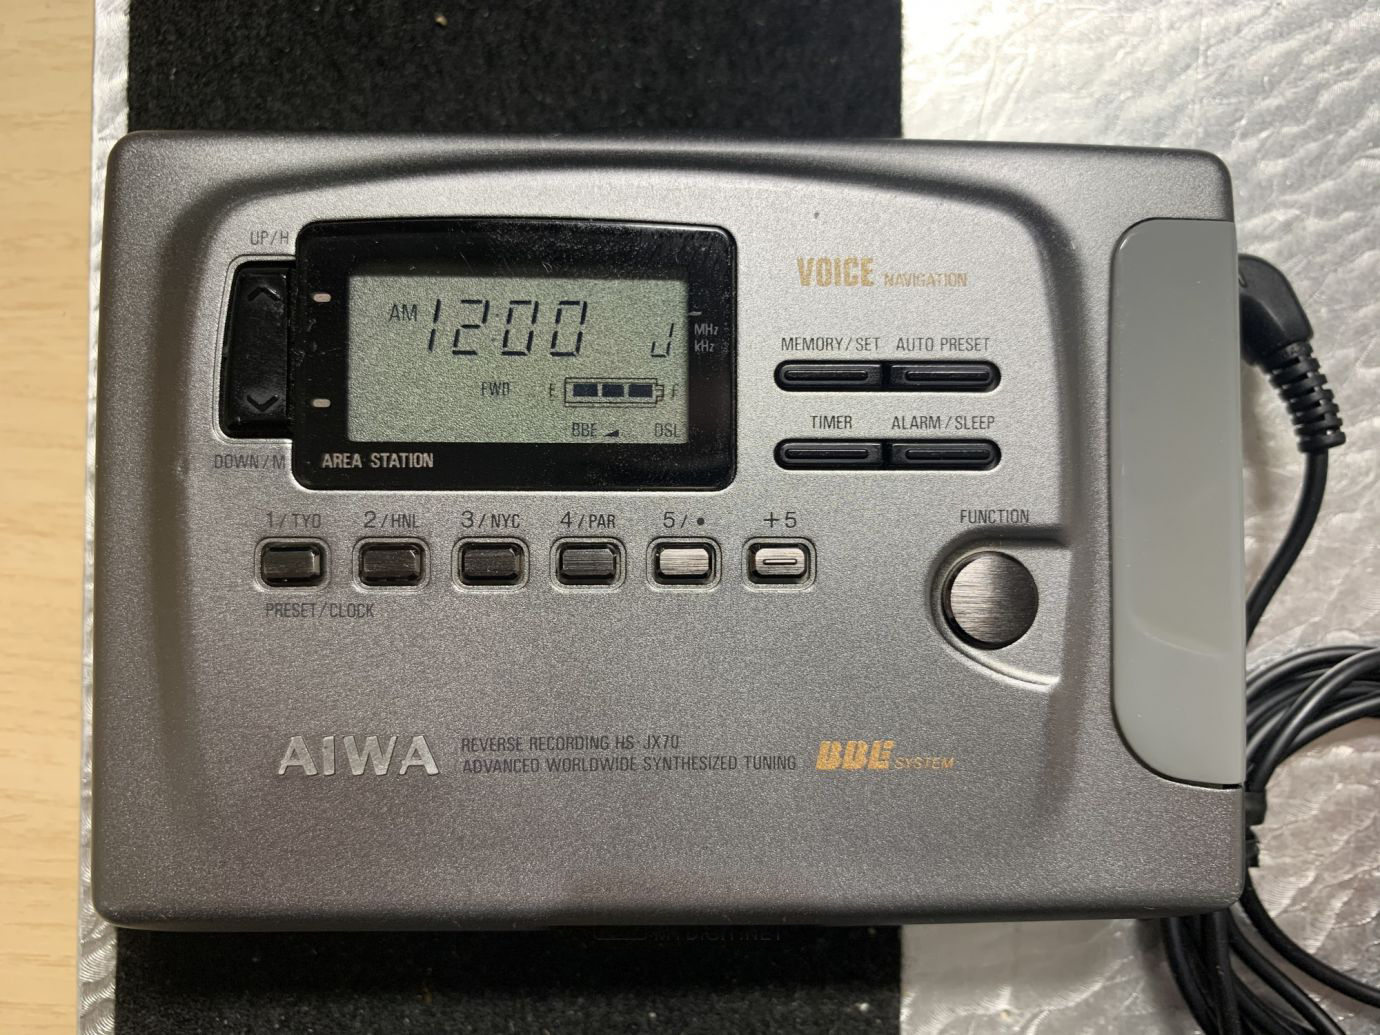 UP/H
AM 12:00 J
MHz
kHz
FWD E F
BBE DSL
DOWN/M
AREA STATION
VOICE NAVIGATION
MEMORY/SET AUTO PRESET
TIMER ALARM/SLEEP
1/TYO 2/HNL 3/NYC 4/PAR 5/• +5
PRESET/CLOCK
FUNCTION
AIWA
REVERSE RECORDING HS-JX70
ADVANCED WORLDWIDE SYNTHESIZED TUNING
BBE SYSTEM